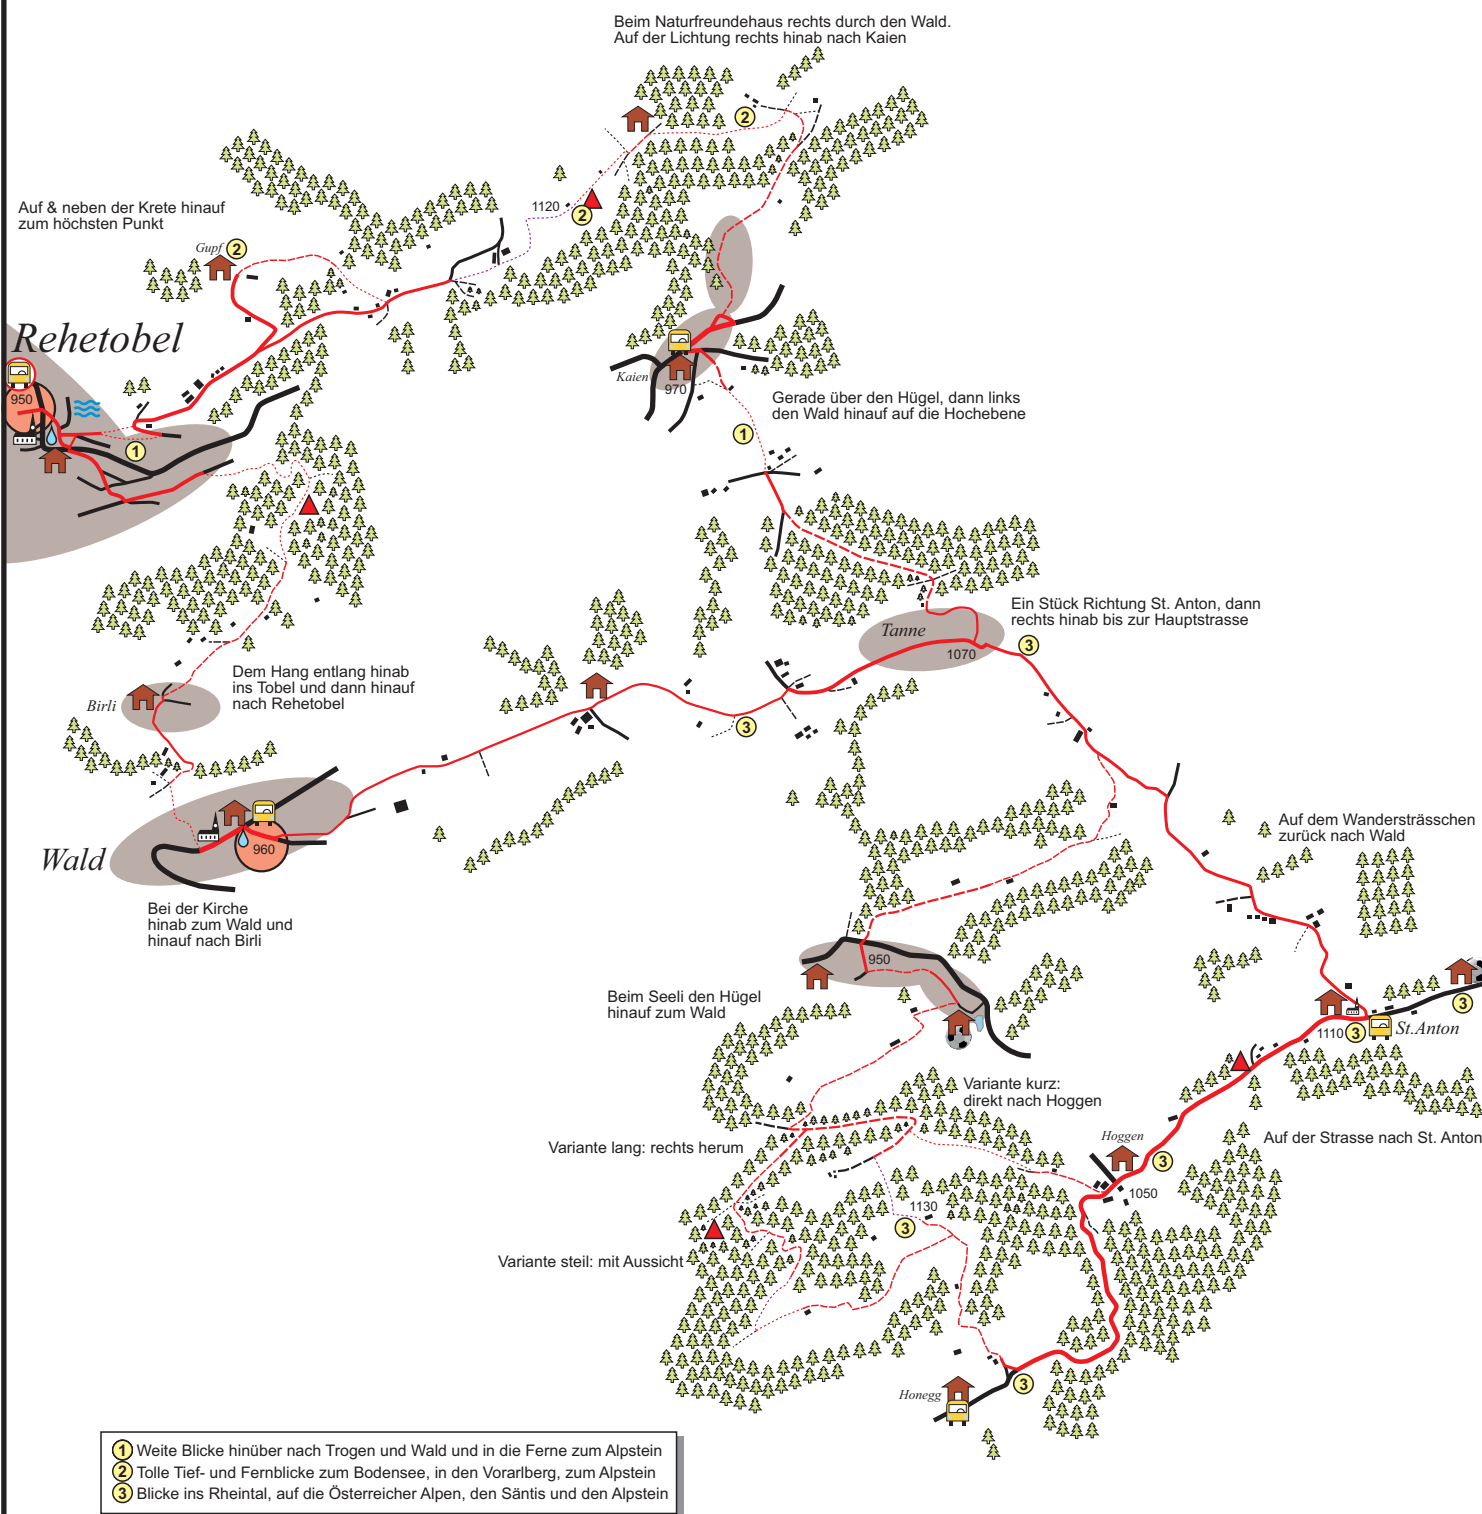 Beim Naturfreundehaus rechts durch den Wald.
Auf der Lichtung rechts hinab nach Kaien
2
Auf & neben der Krete hinauf
zum höchsten Punkt
1120
2
Gupf
2
Rehetobel
950
1
Kaien
970
Gerade über den Hügel, dann links
den Wald hinauf auf die Hochebene
1
Ein Stück Richtung St. Anton, dann
rechts hinab bis zur Hauptstrasse
Tanne
1070
3
Dem Hang entlang hinab
ins Tobel und dann hinauf
nach Rehetobel
Birli
3
Wald
960
Auf dem Wandersträsschen
zurück nach Wald
Bei der Kirche
hinab zum Wald und
hinauf nach Birli
950
Beim Seeli den Hügel
hinauf zum Wald
3
1110
3
St.Anton
Variante kurz:
direkt nach Hoggen
Variante lang: rechts herum
Hoggen
3
Auf der Strasse nach St. Anton
1050
1130
3
Variante steil: mit Aussicht
Honegg
3
1 Weite Blicke hinüber nach Trogen und Wald und in die Ferne zum Alpstein
2 Tolle Tief- und Fernblicke zum Bodensee, in den Vorarlberg, zum Alpstein
3 Blicke ins Rheintal, auf die Österreicher Alpen, den Säntis und den Alpstein